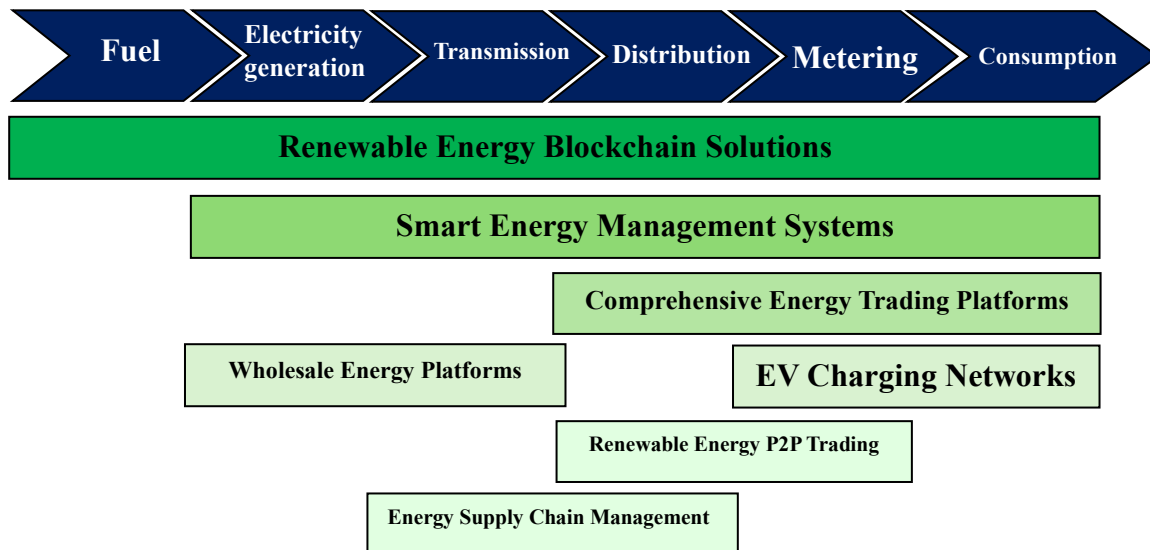 Fuel
Electricity
generation
Transmission
Distribution
Metering
Consumption
Renewable Energy Blockchain Solutions
Smart Energy Management Systems
Comprehensive Energy Trading Platforms
Wholesale Energy Platforms
EV Charging Networks
Renewable Energy P2P Trading
Energy Supply Chain Management